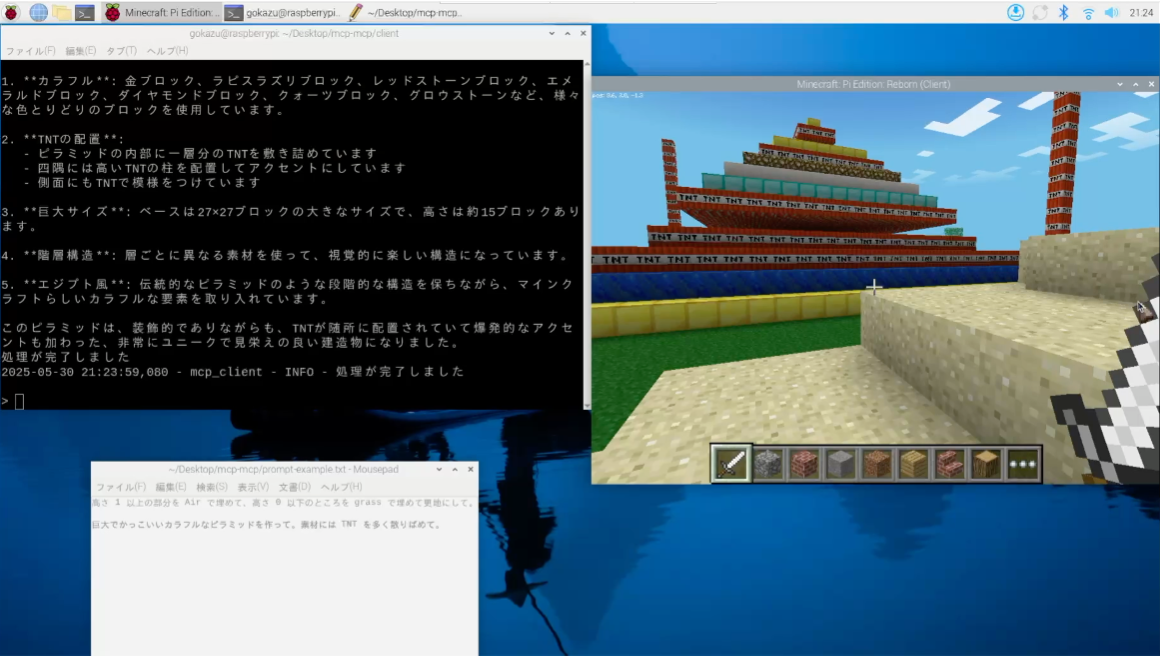 Minecraft: Pi Edition:...
gokazu@raspberrypi...
~/Desktop/mcp-mcp...
21:24
gokazu@raspberrypi: ~/Desktop/mcp-mcp/client
ファイル(F) 編集(E) タブ(T) ヘルプ(H)
1. **カラフル**: 金ブロック、ラピスラズリブロック、レッドストーンブロック、エメ
ラルドブロック、ダイヤモンドブロック、クォーツブロック、グロウストーンなど、様々
な色とりどりのブロックを使用しています。
2. **TNTの配置**:
- ピラミッドの内部に一層分のTNTを敷き詰めています
- 四隅には高いTNTの柱を配置してアクセントにしています
- 側面にもTNTで模様をつけています
3. **巨大サイズ**: ベースは27×27ブロックの大きなサイズで、高さは約15ブロックあり
ます。
4. **階層構造**: 層ごとに異なる素材を使って、視覚的に楽しい構造になっています。
5. **エジプト風**: 伝統的なピラミッドのような段階的な構造を保ちながら、マインク
ラフトらしいカラフルな要素を取り入れています。
このピラミッドは、装飾的でありながらも、TNTが随所に配置されていて爆発的なアクセ
ントも加わった、非常にユニークで見栄えの良い建造物になりました。
処理が完了しました
2025-05-30 21:23:59,080 - mcp_client - INFO - 処理が完了しました
>
Minecraft: Pi Edition: Reborn (Client)
TNT TNT TNT TNT TNT TNT
~/Desktop/mcp-mcp/prompt-example.txt - Mousepad
ファイル(F) 編集(E) 検索(S) 表示(V) 文書(D) ヘルプ(H)
高さ 1 以上の部分を Air で埋めて、高さ 0 以下のところを grass で埋めて更地にして。
巨大でかっこいいカラフルなピラミッドを作って。素材には TNT を多く散りばめて。